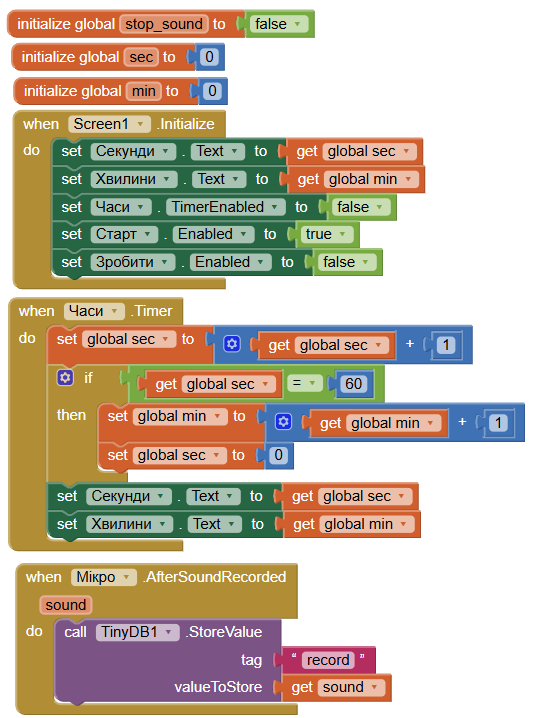 initialize global stop_sound to false
initialize global sec to 0
initialize global min to 0
when Screen1 .Initialize
do set Секунди . Text to get global sec
set Хвилини . Text to get global min
set Часи . TimerEnabled to false
set Старт . Enabled to true
set Зробити . Enabled to false
when Часи .Timer
do set global sec to get global sec + 1
if get global sec = 60
then set global min to get global min + 1
set global sec to 0
set Секунди . Text to get global sec
set Хвилини . Text to get global min
when Мікро .AfterSoundRecorded
sound
do call TinyDB1 .StoreValue
tag “ record ”
valueToStore get sound